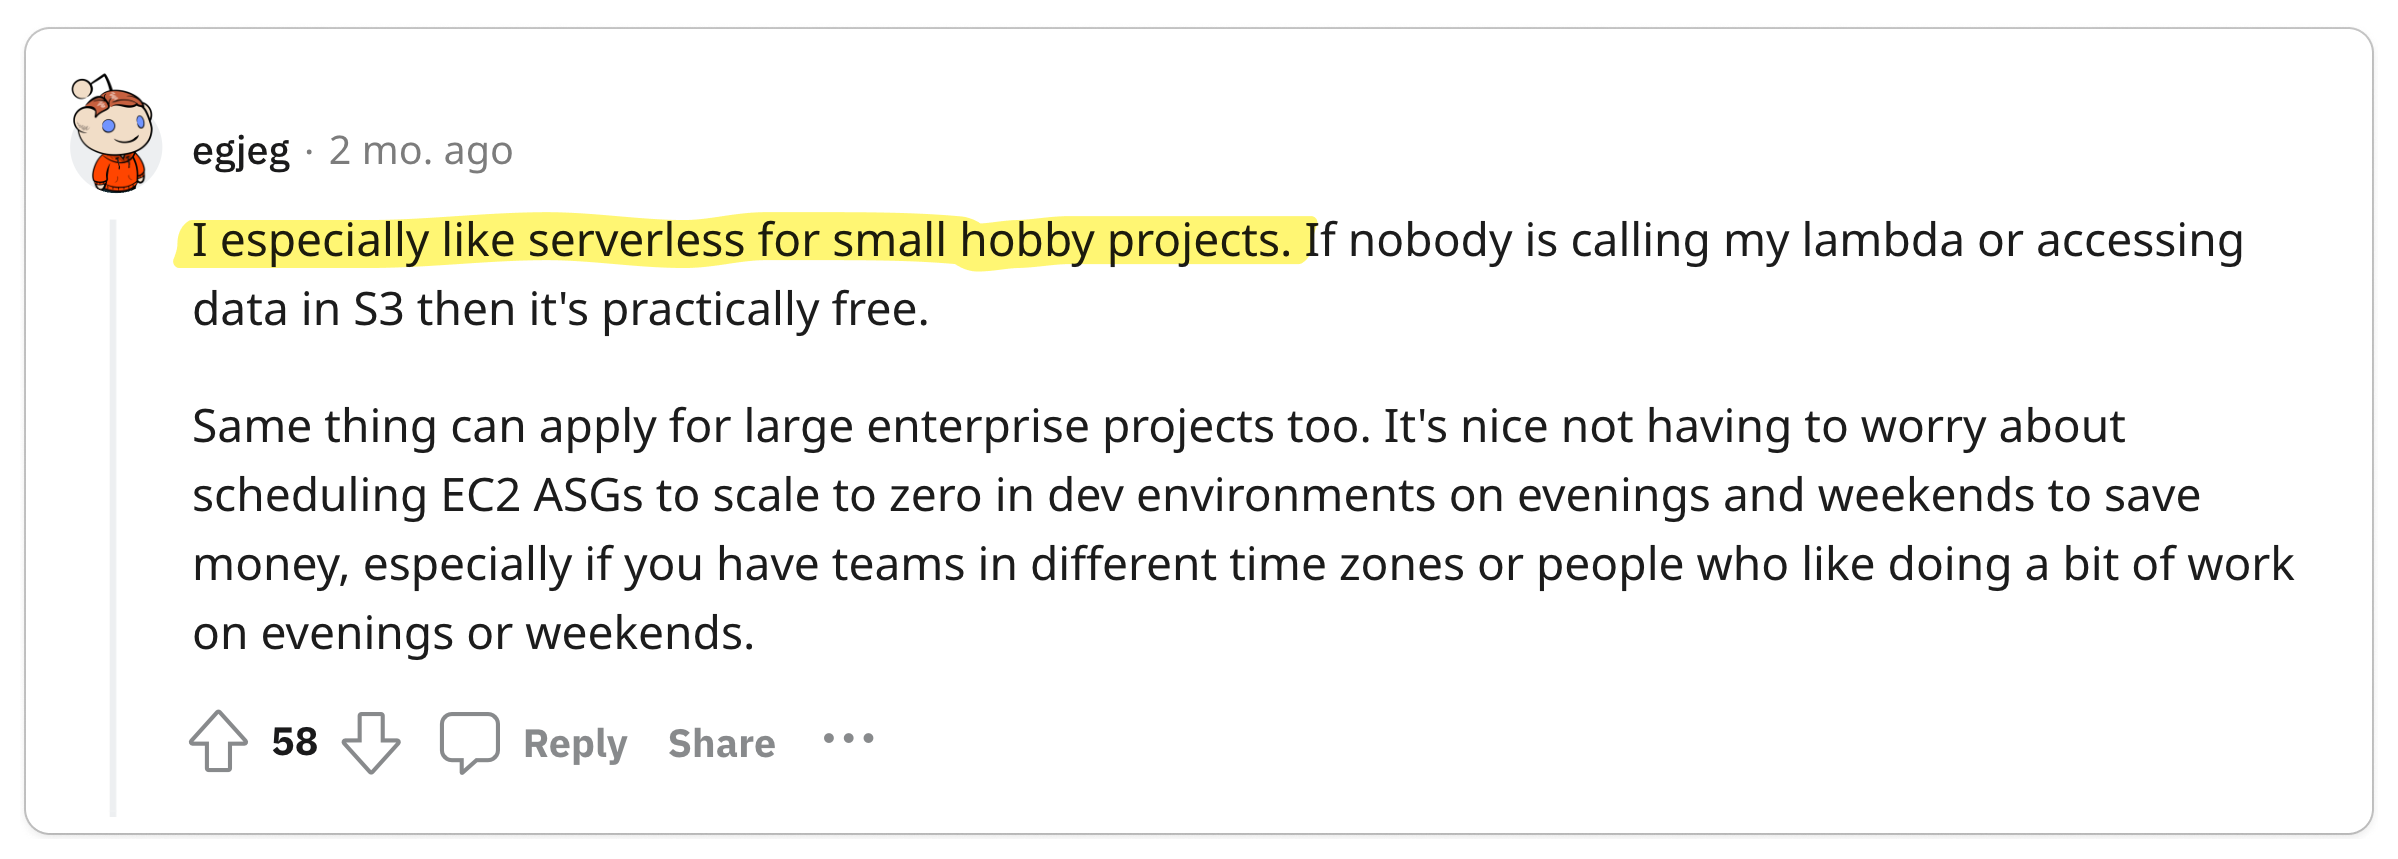 egjeg · 2 mo. ago
I especially like serverless for small hobby projects. If nobody is calling my lambda or accessing
data in S3 then it's practically free.
Same thing can apply for large enterprise projects too. It's nice not having to worry about
scheduling EC2 ASGs to scale to zero in dev environments on evenings and weekends to save
money, especially if you have teams in different time zones or people who like doing a bit of work
on evenings or weekends.
58 Reply Share ···